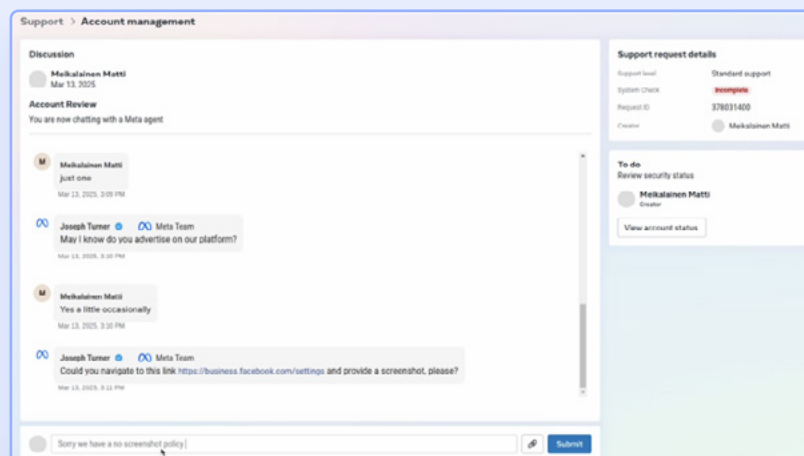 Support > Account management
Discussion
Meikalainen Matti
Mar 13, 2025
Account Review
You are now chatting with a Meta agent
M
Meikalainen Matti
just one
Mar 13, 2025, 3:09 PM
Joseph Turner Meta Team
May I know do you advertise on our platform?
Mar 13, 2025, 3:10 PM
M
Meikalainen Matti
Yes a little occasionally
Mar 13, 2025, 3:10 PM
Joseph Turner Meta Team
Could you navigate to this link https://business.facebook.com/settings and provide a screenshot, please?
Mar 13, 2025, 3:11 PM
Sorry we have a no screenshot policy
Submit
Support request details
Support level Standard support
System Check Incomplete
Request ID 378031400
Creator Meikalainen Matti
To do
Review security status
Meikalainen Matti
Creator
View account status